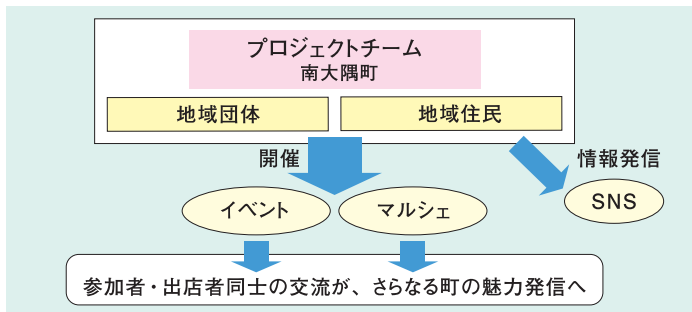 プロジェクトチーム
南大隅町
地域団体
地域住民
開催
情報発信
イベント
マルシェ
SNS
参加者・出店者同士の交流が、さらなる町の魅力発信へ